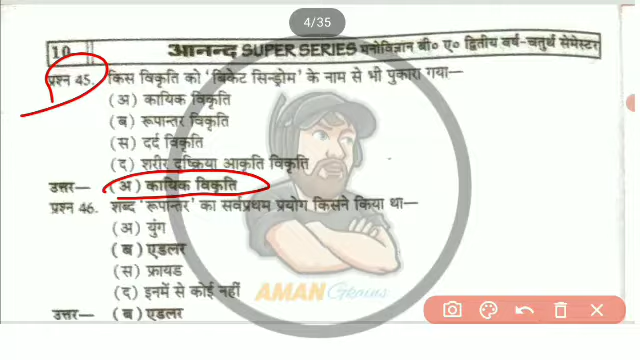 4/35
10 आनन्द SUPER SERIES मनोविज्ञान बी० ए० द्वितीय वर्ष-चतुर्थ सेमेस्टर
प्रश्न 45. किस विकृति को 'बिकेट सिन्ड्रोम' के नाम से भी पुकारा गया—
(अ) कायिक विकृति
(ब) रूपान्तर विकृति
(स) दर्द विकृति
(द) शरीर दुष्क्रिया आकृति विकृति
उत्तर— (अ) कायिक विकृति
प्रश्न 46. शब्द 'रूपान्तर' का सर्वप्रथम प्रयोग किसने किया था—
(अ) युंग
(ब) एडलर
(स) फ्रायड
(द) इनमें से कोई नहीं
AMAN Genius
उत्तर— (ब) एडलर